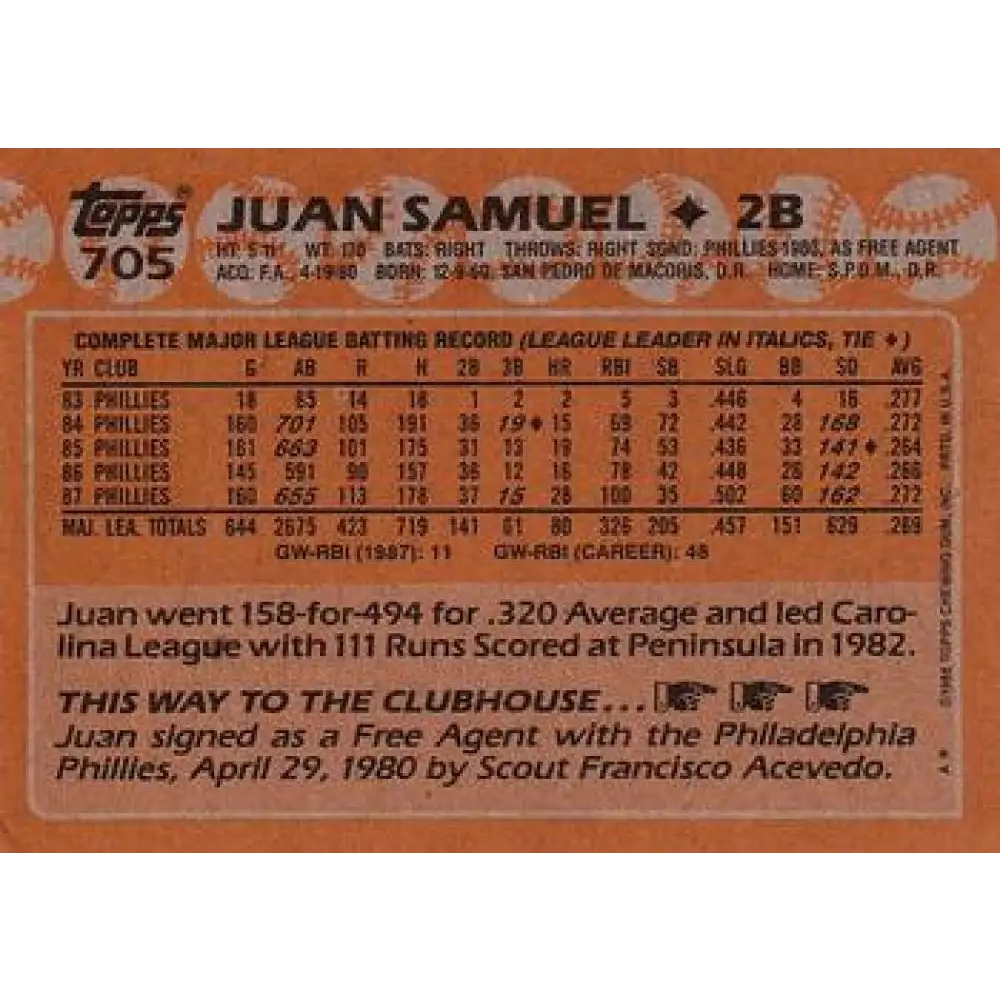 Topps®
705
JUAN SAMUEL ✦ 2B
HT: 5'11" WT: 170 BATS: RIGHT THROWS: RIGHT SGND: PHILLIES 1980, AS FREE AGENT
ACQ: F.A., 4-19-80 BORN: 12-9-60, SAN PEDRO DE MACORIS, D.R. HOME: S.P.D.M., D.R.
COMPLETE MAJOR LEAGUE BATTING RECORD (LEAGUE LEADER IN ITALICS, TIE ♦)
YR CLUB G AB R H 2B 3B HR RBI SB SLG BB SO AVG
83 PHILLIES 18 65 14 18 1 2 2 5 3 .446 4 16 .277
84 PHILLIES 160 701 105 191 36 19♦ 15 69 72 .442 28 168 .272
85 PHILLIES 161 663 101 175 31 13 19 74 53 .436 33 141♦ .264
86 PHILLIES 145 591 90 157 36 12 16 78 42 .448 26 142 .266
87 PHILLIES 160 655 113 178 37 15 28 100 35 .502 60 162 .272
MAJ. LEA. TOTALS 644 2675 423 719 141 61 80 326 205 .457 151 629 .269
GW-RBI (1987): 11 GW-RBI (CAREER): 48
Juan went 158-for-494 for .320 Average and led Caro-
lina League with 111 Runs Scored at Peninsula in 1982.
THIS WAY TO THE CLUBHOUSE...
Juan signed as a Free Agent with the Philadelphia
Phillies, April 29, 1980 by Scout Francisco Acevedo.
©1988 TOPPS CHEWING GUM, INC. PRTD. IN U.S.A.